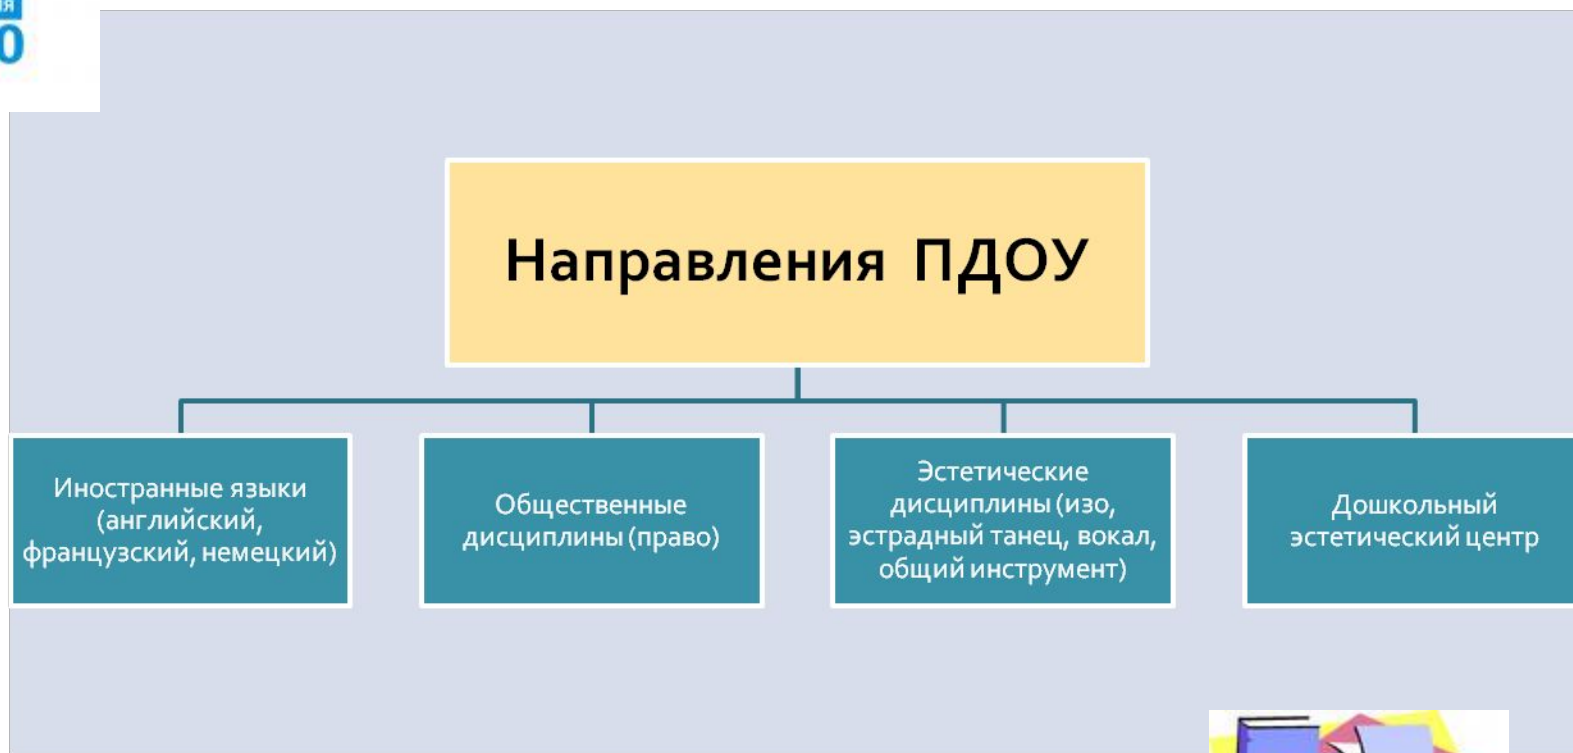 Направления ПДОУ
Иностранные языки
(английский,
французский, немецкий)
Общественные
дисциплины (право)
Эстетические
дисциплины (изо,
эстрадный танец, вокал,
общий инструмент)
Дошкольный
эстетический центр